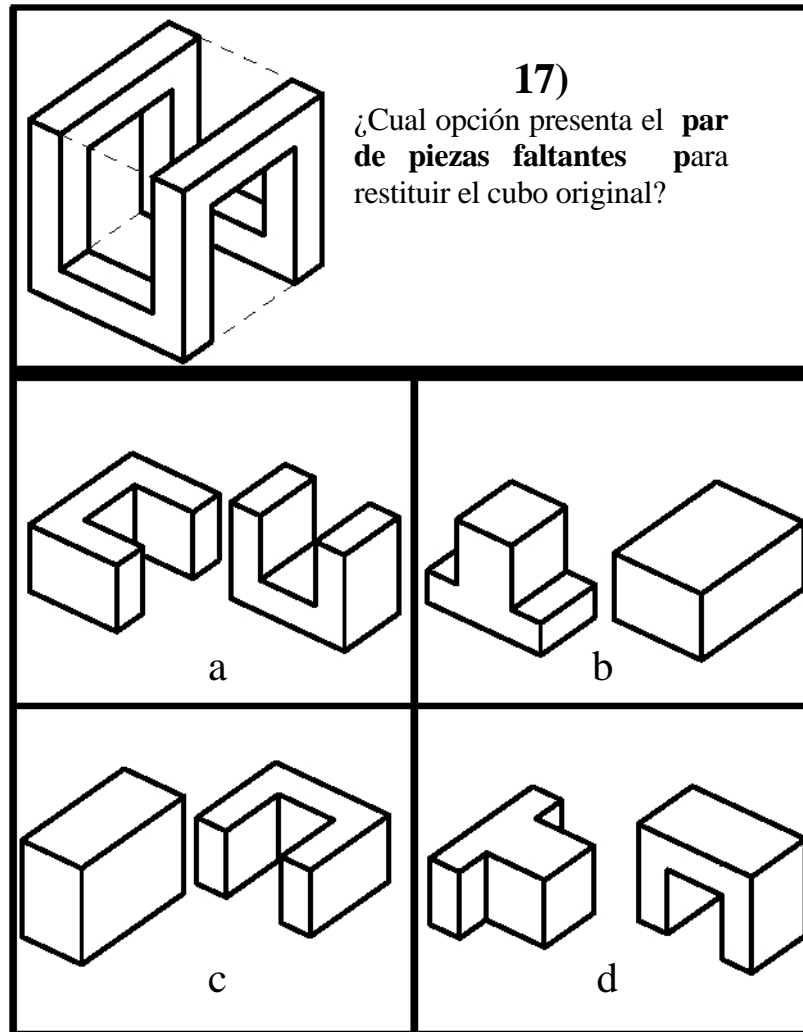 17)
¿Cual opción presenta el par
de piezas faltantes para
restituir el cubo original?
a
b
c
d